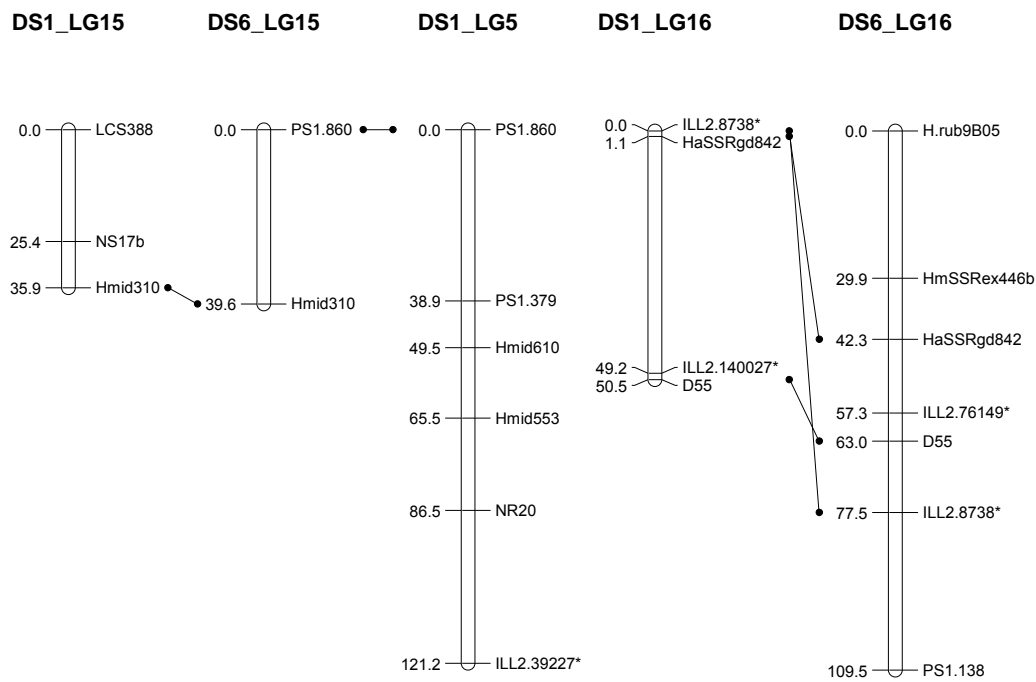 DS1_LG15
0.0 LCS388
25.4 NS17b
35.9 Hmid310
DS6_LG15
0.0 PS1.860
39.6 Hmid310
DS1_LG5
0.0 PS1.860
38.9 PS1.379
49.5 Hmid610
65.5 Hmid553
86.5 NR20
121.2 ILL2.39227*
DS1_LG16
0.0 ILL2.8738*
1.1 HaSSRgd842
49.2 ILL2.140027*
50.5 D55
DS6_LG16
0.0 H.rub9B05
29.9 HmSSRex446b
42.3 HaSSRgd842
57.3 ILL2.76149*
63.0 D55
77.5 ILL2.8738*
109.5 PS1.138